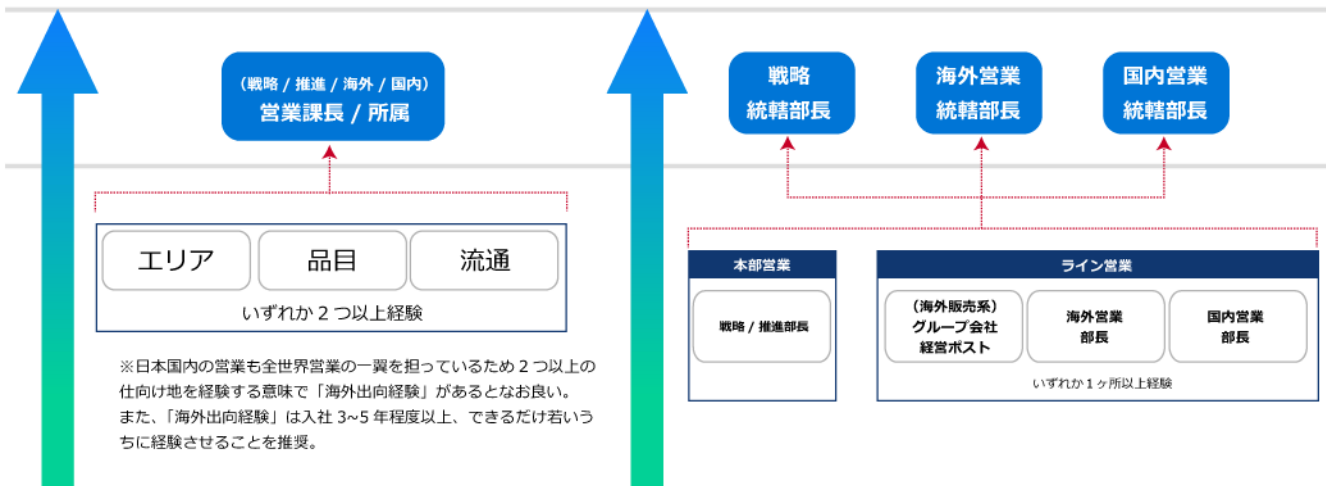 （戦略 / 推進 / 海外 / 国内）
営業課長 / 所属
エリア
品目
流通
いずれか 2 つ以上経験
※日本国内の営業も全世界営業の一翼を担っているため 2 つ以上の
仕向け地を経験する意味で「海外出向経験」があるとなお良い。
また、「海外出向経験」は入社 3~5 年程度以上、できるだけ若いう
ちに経験させることを推奨。
戦略
統轄部長
海外営業
統轄部長
国内営業
統轄部長
本部営業
戦略 / 推進部長
ライン営業
（海外販売系）
グループ会社
経営ポスト
海外営業
部長
国内営業
部長
いずれか 1 ヶ所以上経験